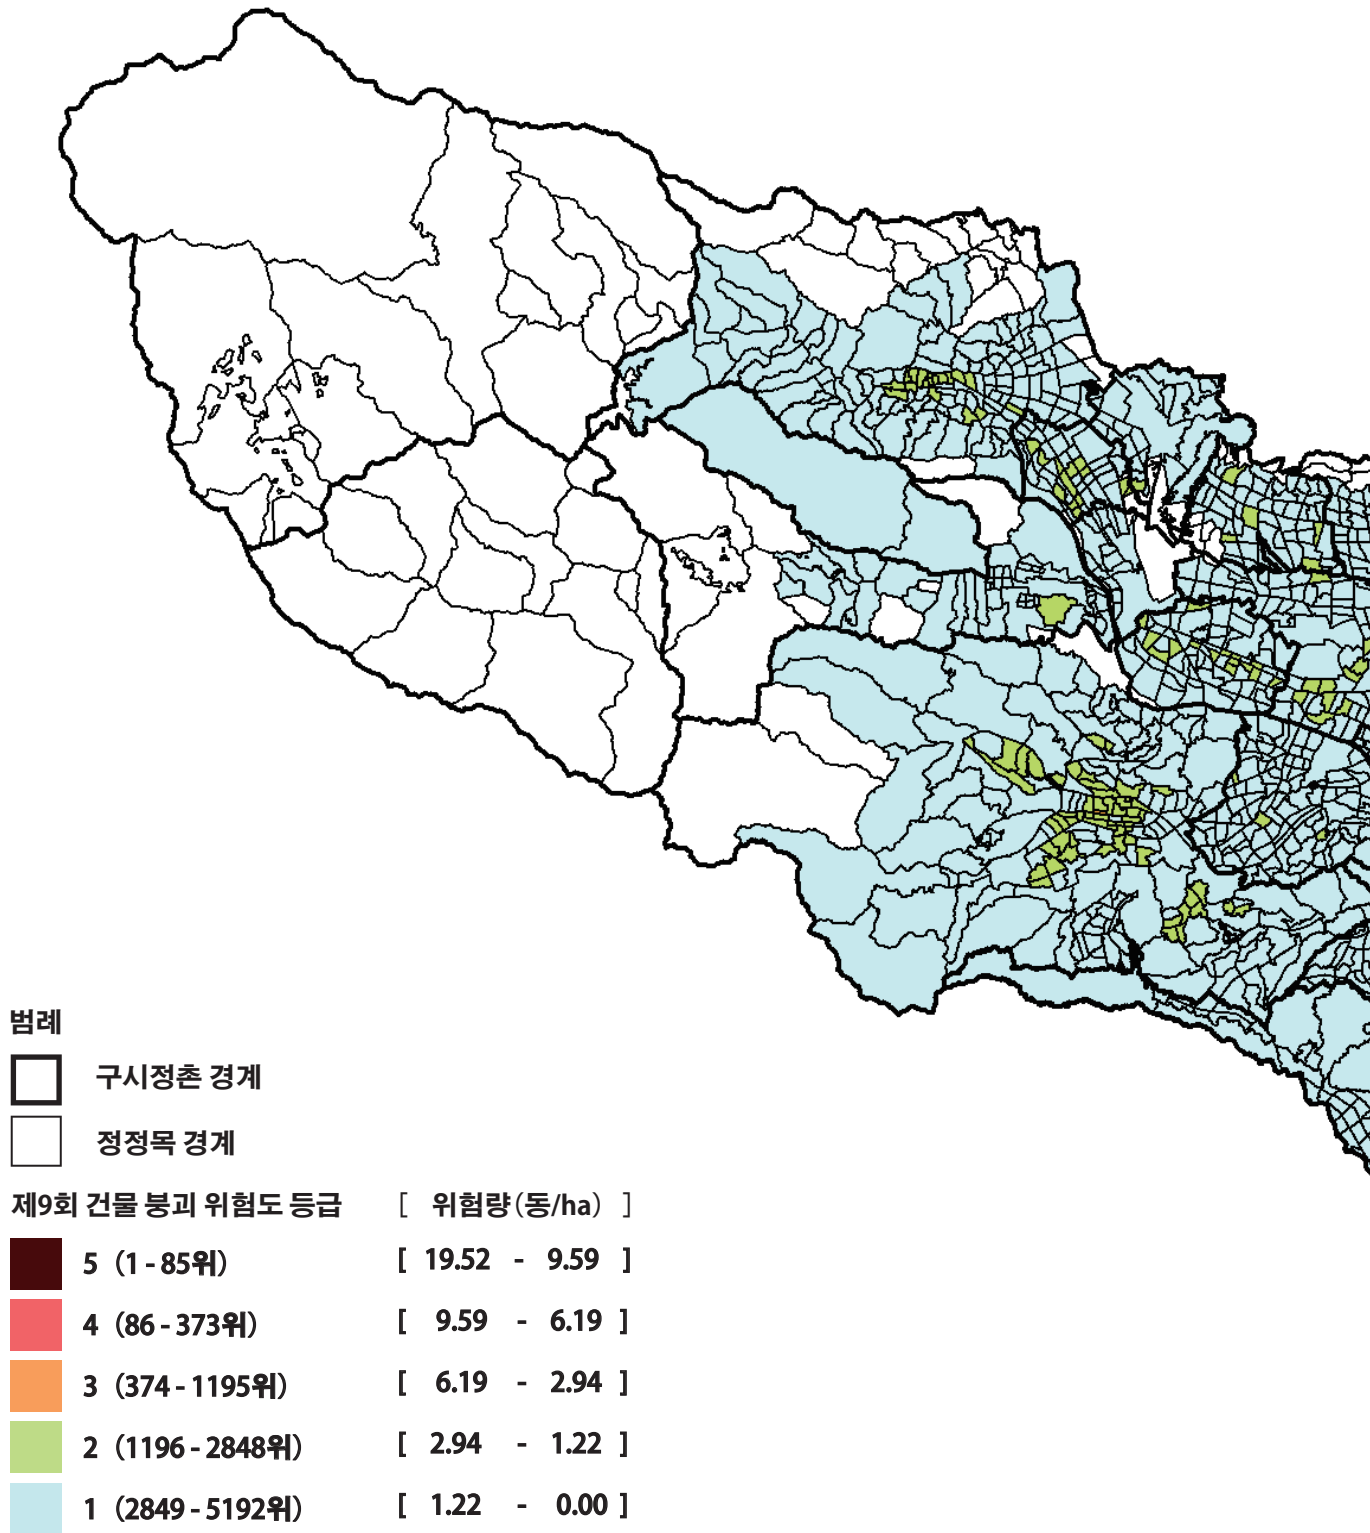 범례
구시정촌 경계
정정목 경계
제9회 건물 붕괴 위험도 등급 [ 위험량(동/ha) ]
5 (1 - 85위) [ 19.52 - 9.59 ]
4 (86 - 373위) [ 9.59 - 6.19 ]
3 (374 - 1195위) [ 6.19 - 2.94 ]
2 (1196 - 2848위) [ 2.94 - 1.22 ]
1 (2849 - 5192위) [ 1.22 - 0.00 ]